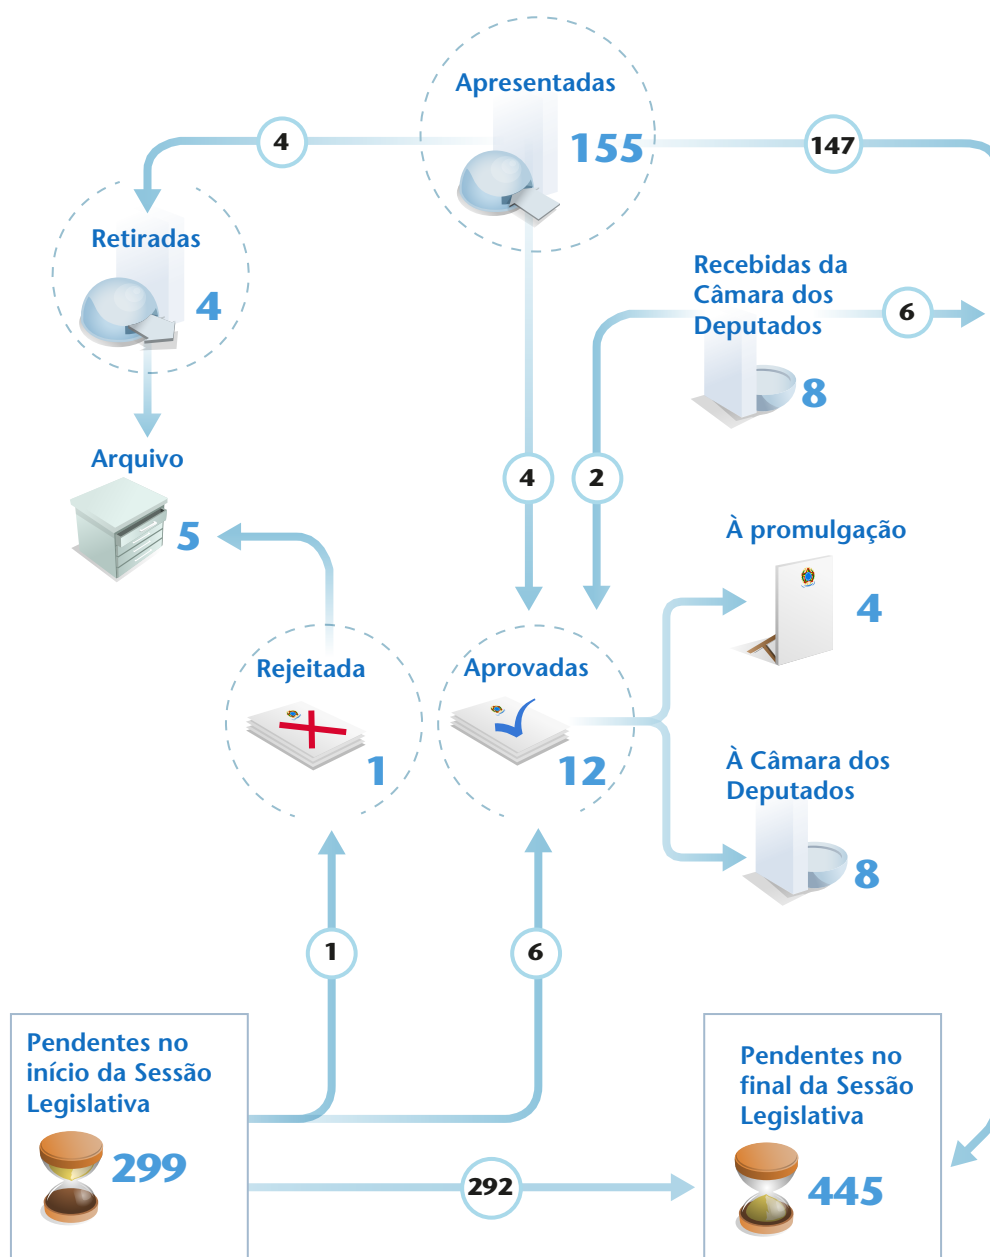 Apresentadas
155
4
147
Retiradas
4
Recebidas da
Câmara dos
Deputados
8
6
Arquivo
5
4
2
À promulgação
4
Rejeitada
1
Aprovadas
12
À Câmara dos
Deputados
8
1
6
Pendentes no
início da Sessão
Legislativa
299
292
Pendentes no
final da Sessão
Legislativa
445